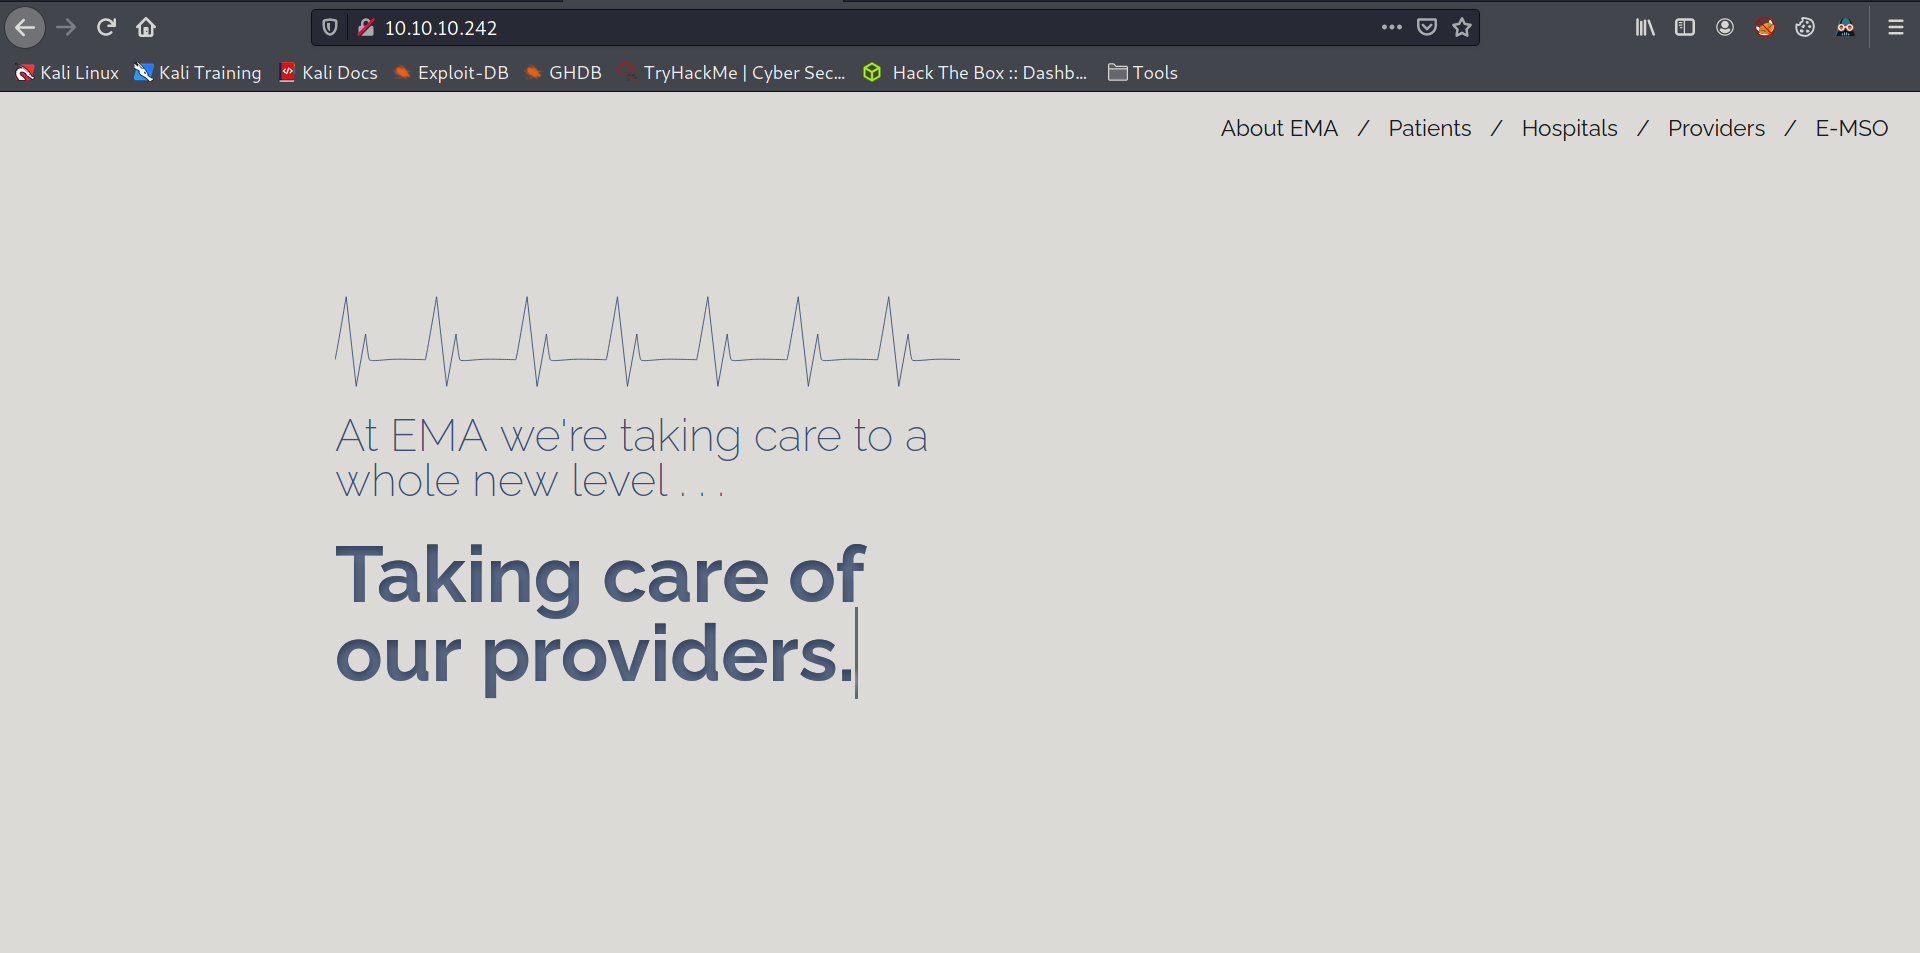 10.10.10.242
Kali Linux Kali Training Kali Docs Exploit-DB GHDB TryHackMe | Cyber Sec... Hack The Box :: Dashb... Tools
About EMA / Patients / Hospitals / Providers / E-MSO
At EMA we're taking care to a
whole new level . . .
Taking care of
our providers.